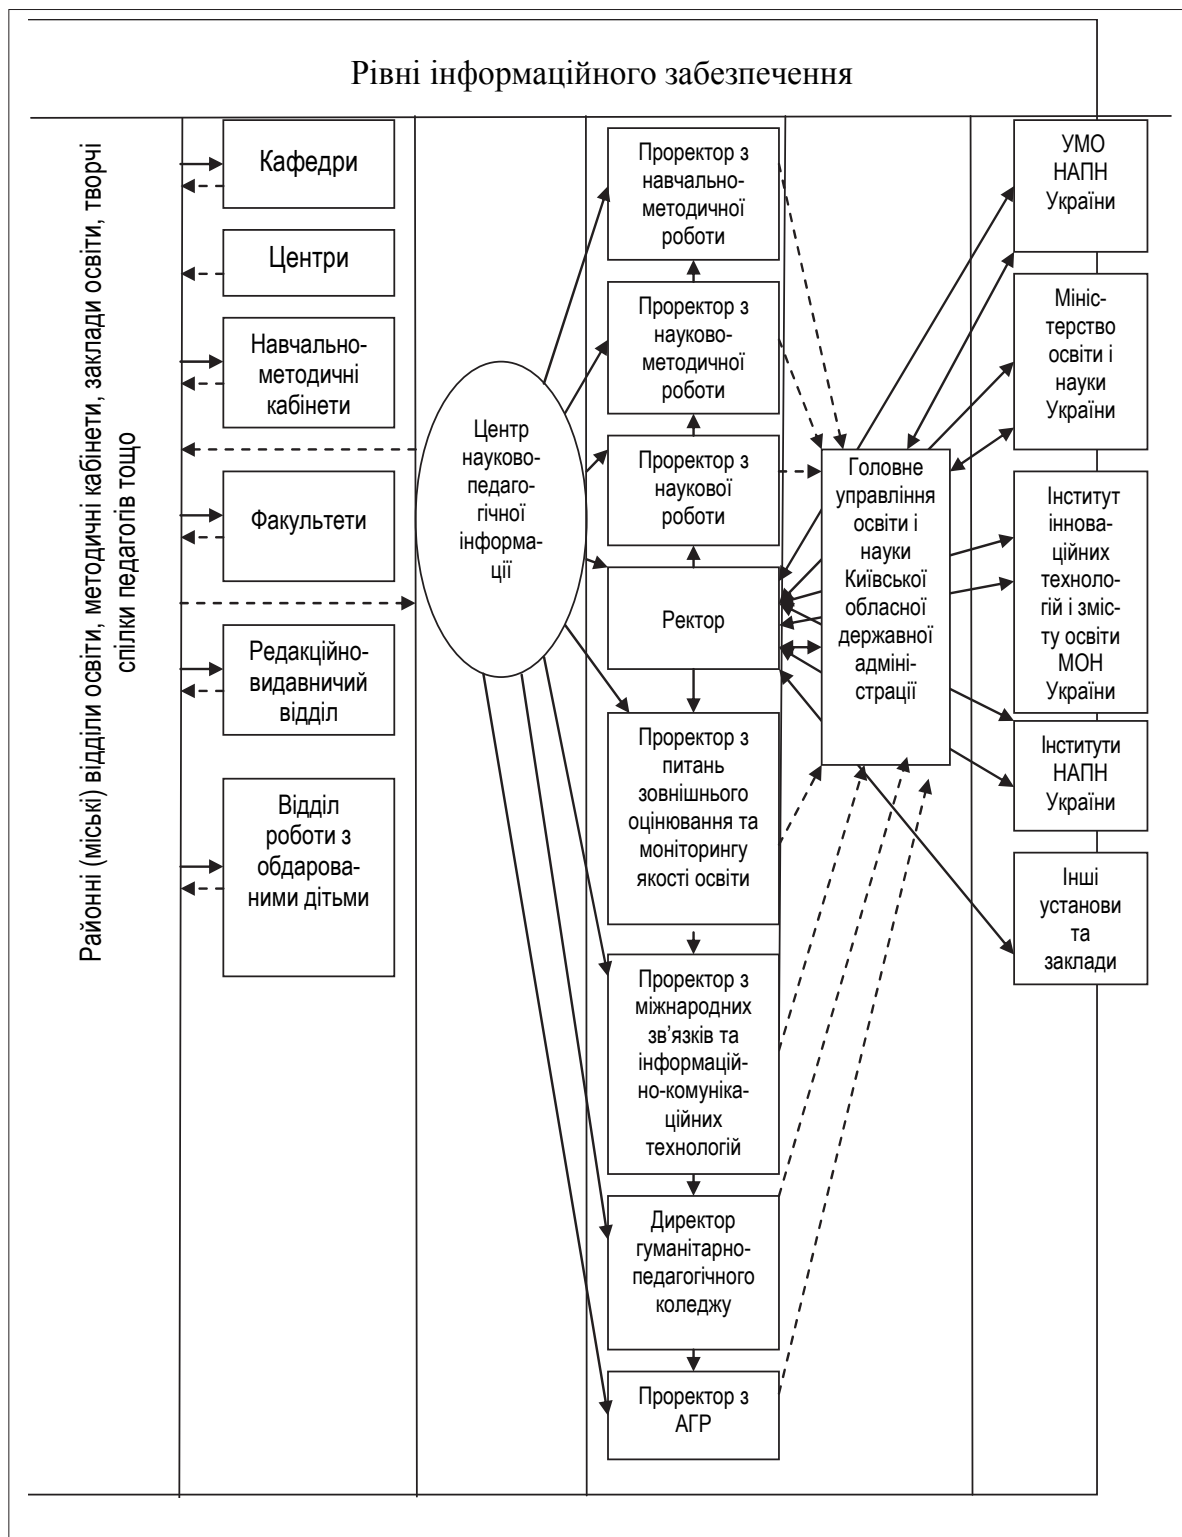 Рівні інформаційного забезпечення
Районні (міські) відділи освіти, методичні кабінети, заклади освіти, творчі
спілки педагогів тощо
Кафедри
Центри
Навчально-
методичні
кабінети
Факультети
Редакційно-
видавничий
відділ
Відділ
роботи з
обдарова-
ними дітьми
Центр
науково-
педаго-
гічної
інформа-
ції
Проректор з
навчально-
методичної
роботи
Проректор з
науково-
методичної
роботи
Проректор з
наукової
роботи
Ректор
Проректор з
питань
зовнішнього
оцінювання та
моніторингу
якості освіти
Проректор з
міжнародних
зв’язків та
інформацій-
но-комуніка-
ційних
технологій
Директор
гуманітарно-
педагогічного
коледжу
Проректор з
АГР
Головне
управління
освіти і
науки
Київської
обласної
державної
адміні-
страції
УМО
НАПН
України
Мініс-
терство
освіти і
науки
України
Інститут
іннова-
ційних
техноло-
гій і зміс-
ту освіти
МОН
України
Інститути
НАПН
України
Інші
установи
та
заклади